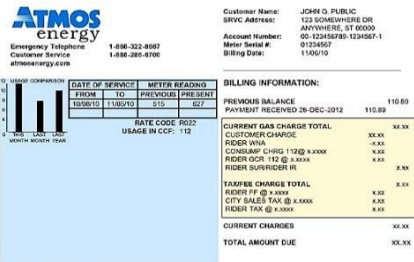 ATMOS
energy
Emergency Telephone 1-866-322-8667
Customer Service 1-888-286-6700
atmosenergy.com
Customer Name: JOHN Q. PUBLIC
SRVC Address: 123 SOMEWHERE DR
ANYWHERE, ST 00000
Account Number: 00-123456789-1234567-1
Meter Serial #: 01234567
Billing Date: 11/06/10
USAGE COMPARISON
THIS MONTH
LAST MONTH
LAST YEAR
DATE OF SERVICE METER READING
FROM TO PREVIOUS PRESENT
10/08/10 11/05/10 515 627
RATE CODE R022
USAGE IN CCF: 112
BILLING INFORMATION:
PREVIOUS BALANCE 110.89
PAYMENT RECEIVED 26-DEC-2012 110.89
CURRENT GAS CHARGE TOTAL XX.XX
CUSTOMER CHARGE XX.XX
RIDER WNA -X.XX
CONSUMP CHRG 112@ X.XXXX X.XX
RIDER GCR 112 @ X.XXXX X.XX
RIDER SUR/RIDER IR X.XX
TAX/FEE CHARGE TOTAL X.XX
RIDER FF @ X.XXXX X.XX
CITY SALES TAX @ X.XXXX X.XX
RIDER TAX @ X.XXXX X.XX
CURRENT CHARGES XX.XX
TOTAL AMOUNT DUE XX.XX